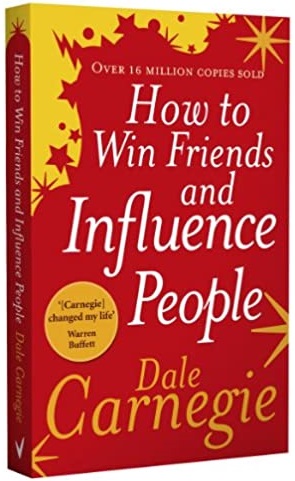 How to Win Friends and Influence People Dale Carnegie
V
OVER 16 MILLION COPIES SOLD
How to
Win Friends
and
Influence
People
'[Carnegie]
changed my life'
Warren
Buffett
Dale
Carnegie